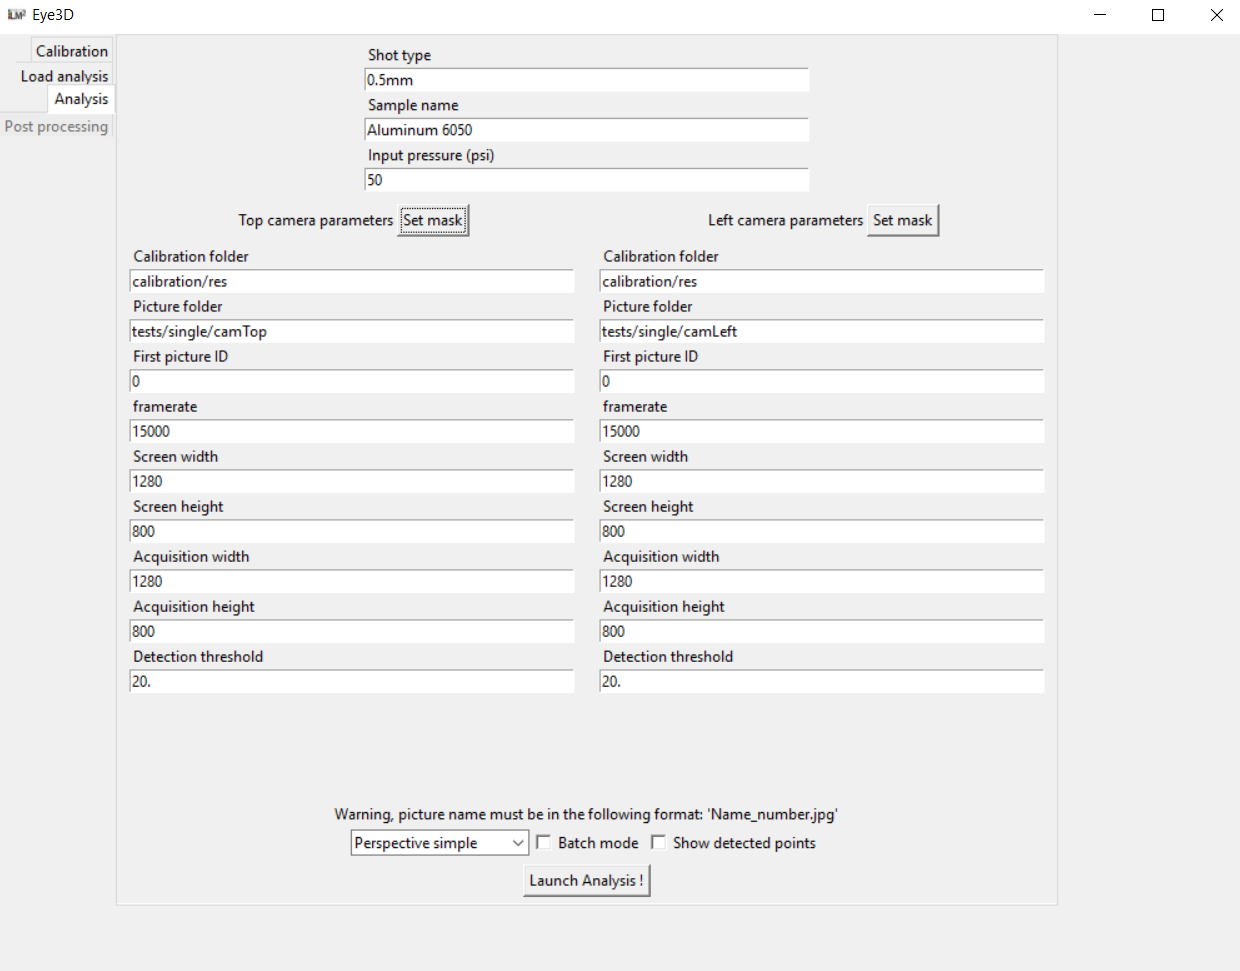 Eye3D
Calibration
Load analysis
Analysis
Post processing
Shot type
0.5mm
Sample name
Aluminum 6050
Input pressure (psi)
50
Top camera parameters Set mask
Calibration folder
calibration/res
Picture folder
tests/single/camTop
First picture ID
0
framerate
15000
Screen width
1280
Screen height
800
Acquisition width
1280
Acquisition height
800
Detection threshold
20.
Left camera parameters Set mask
Calibration folder
calibration/res
Picture folder
tests/single/camLeft
First picture ID
0
framerate
15000
Screen width
1280
Screen height
800
Acquisition width
1280
Acquisition height
800
Detection threshold
20.
Warning, picture name must be in the following format: 'Name_number.jpg'
Perspective simple Batch mode Show detected points
Launch Analysis !